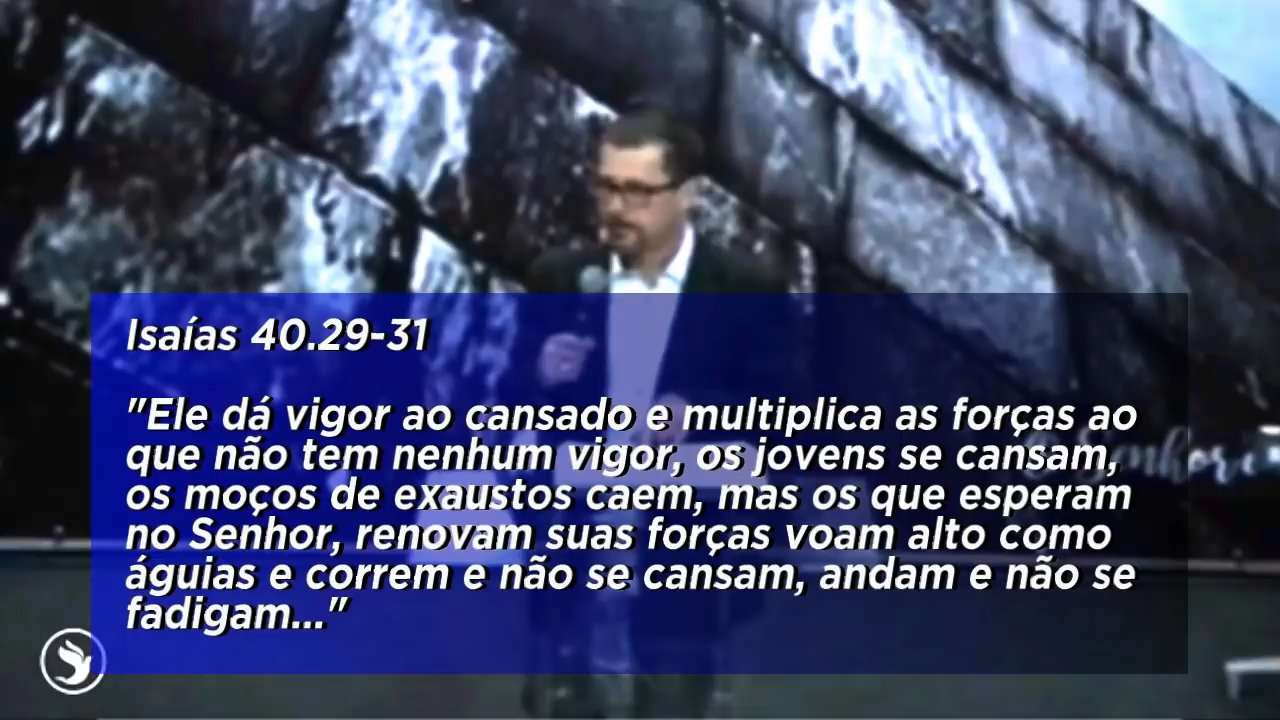 Isaías 40.29-31
"Ele dá vigor ao cansado e multiplica as forças ao
que não tem nenhum vigor, os jovens se cansam,
os moços de exaustos caem, mas os que esperam
no Senhor, renovam suas forças voam alto como
águias e correm e não se cansam, andam e não se
fadigam..."